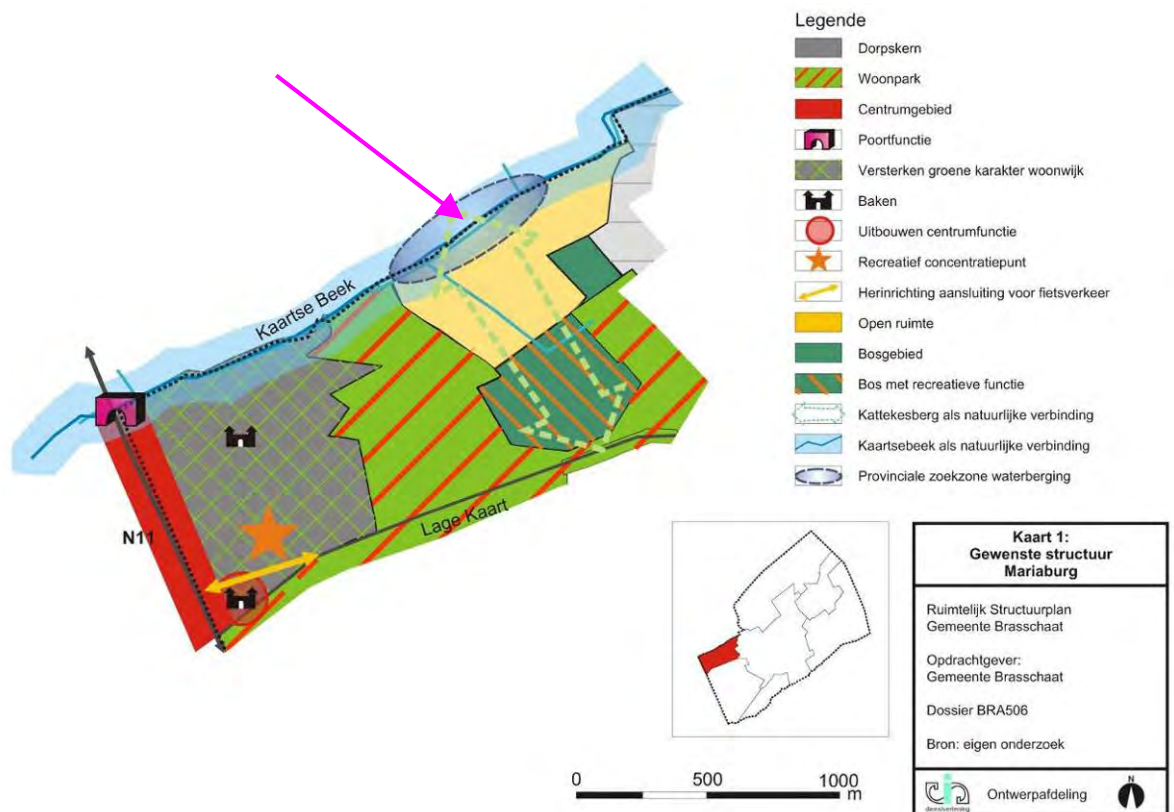 Legende
Dorpskern
Woonpark
Centrumgebied
Poortfunctie
Versterken groene karakter woonwijk
Baken
Uitbouwen centrumfunctie
Recreatief concentratiepunt
Herinrichting aansluiting voor fietsverkeer
Open ruimte
Bosgebied
Bos met recreatieve functie
Kattekesberg als natuurlijke verbinding
Kaartsebeek als natuurlijke verbinding
Provinciale zoekzone waterberging
Kaartse Beek
Lage Kaart
N11
Kaart 1:
Gewenste structuur
Mariaburg
Ruimtelijk Structuurplan
Gemeente Brasschaat
Opdrachtgever:
Gemeente Brasschaat
Dossier BRA506
Bron: eigen onderzoek
Ontwerpafdeling
N
0 500 1000
m